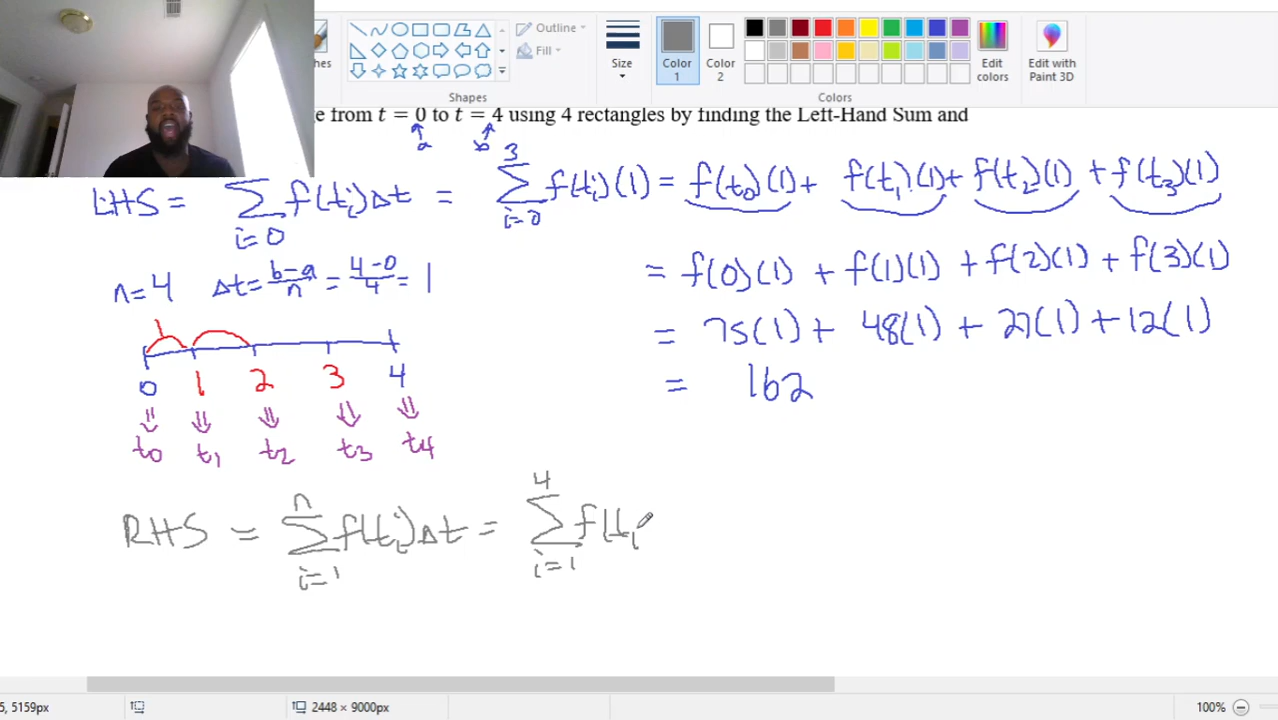 Outline
Fill
Shapes
Size
Color 1
Color 2
Edit colors
Edit with Paint 3D
Colors
e from t = 0 to t = 4 using 4 rectangles by finding the Left-Hand Sum and
a b
LHS = ∑ i=0 f(ti)Δt = ∑ i=0 3 f(ti)(1) = f(t0)(1) + f(t1)(1) + f(t2)(1) + f(t3)(1)
n=4 Δt = b-a/n = 4-0/4 = 1
= f(0)(1) + f(1)(1) + f(2)(1) + f(3)(1)
= 75(1) + 48(1) + 27(1) + 12(1)
= 162
1
0 1 2 3 4
t0 t1 t2 t3 t4
RHS = ∑ i=1 n f(ti)Δt = ∑ i=1 4 f(ti
5, 5159px
2448 × 9000px
100%